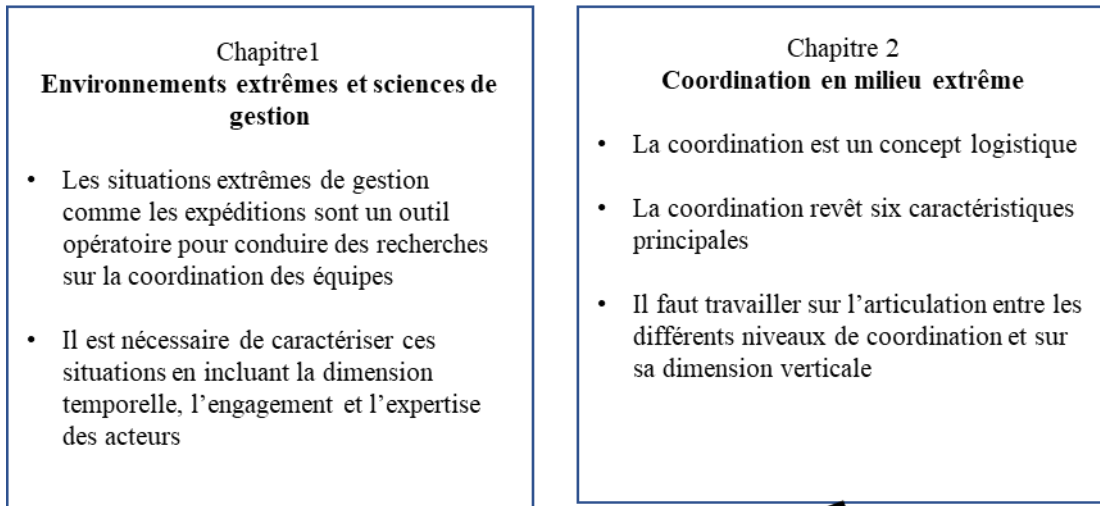 Chapitre1
Environnements extrêmes et sciences de
gestion
• Les situations extrêmes de gestion
comme les expéditions sont un outil
opératoire pour conduire des recherches
sur la coordination des équipes
• Il est nécessaire de caractériser ces
situations en incluant la dimension
temporelle, l’engagement et l’expertise
des acteurs
Chapitre 2
Coordination en milieu extrême
• La coordination est un concept logistique
• La coordination revêt six caractéristiques
principales
• Il faut travailler sur l’articulation entre les
différents niveaux de coordination et sur
sa dimension verticale